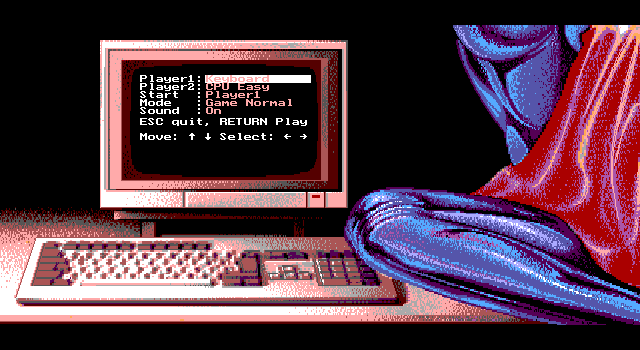 Player1: Keyboard
Player2: CPU Easy
Start : Player1
Mode : Game Normal
Sound : On
ESC quit, RETURN Play
Move: ↑ ↓ Select: ← →